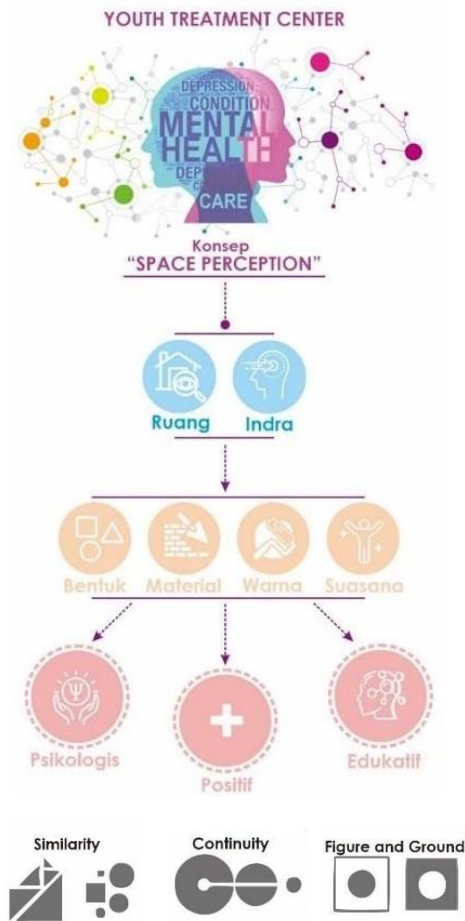 YOUTH TREATMENT CENTER
DEPRESSION
CONDITION
MENTAL
HEALTH
CARE
Konsep
“SPACE PERCEPTION”
Ruang Indra
Bentuk Material Warna Suasana
Psikologis Positif Edukatif
Similarity Continuity Figure and Ground